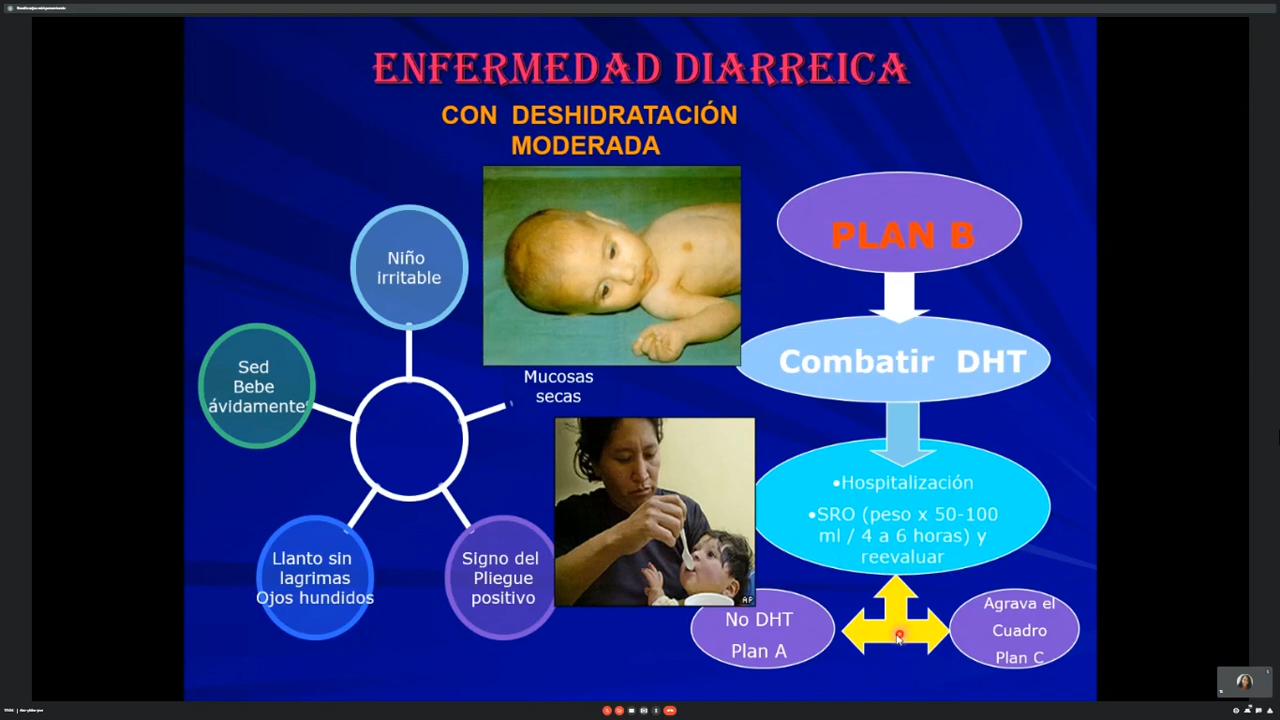 ENFERMEDAD DIARREICA
CON DESHIDRATACIÓN
MODERADA
Niño
irritable
Sed
Bebe
ávidamente
Mucosas
secas
Llanto sin
lagrimas
Ojos hundidos
Signo del
Pliegue
positivo
AP
PLAN B
Combatir DHT
•Hospitalización
•SRO (peso x 50-100
ml / 4 a 6 horas) y
reevaluar
No DHT
Plan A
Agrava el
Cuadro
Plan C